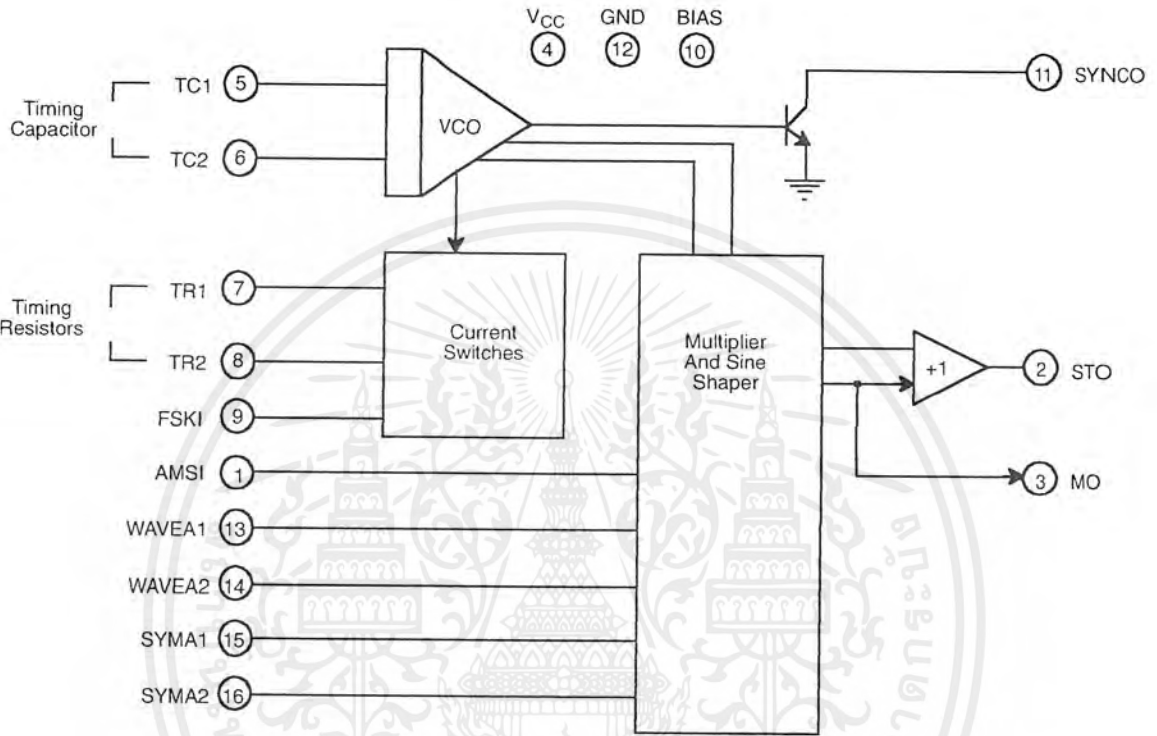 VCC GND BIAS
4 12 10
TC1 5
11 SYNCO
Timing
Capacitor
VCO
TC2 6
TR1 7
Timing
Resistors
Current
Switches
Multiplier
And Sine
Shaper
TR2 8
+1
2 STO
FSKI 9
AMSI 1
3 MO
WAVEA1 13
WAVEA2 14
SYMA1 15
SYMA2 16